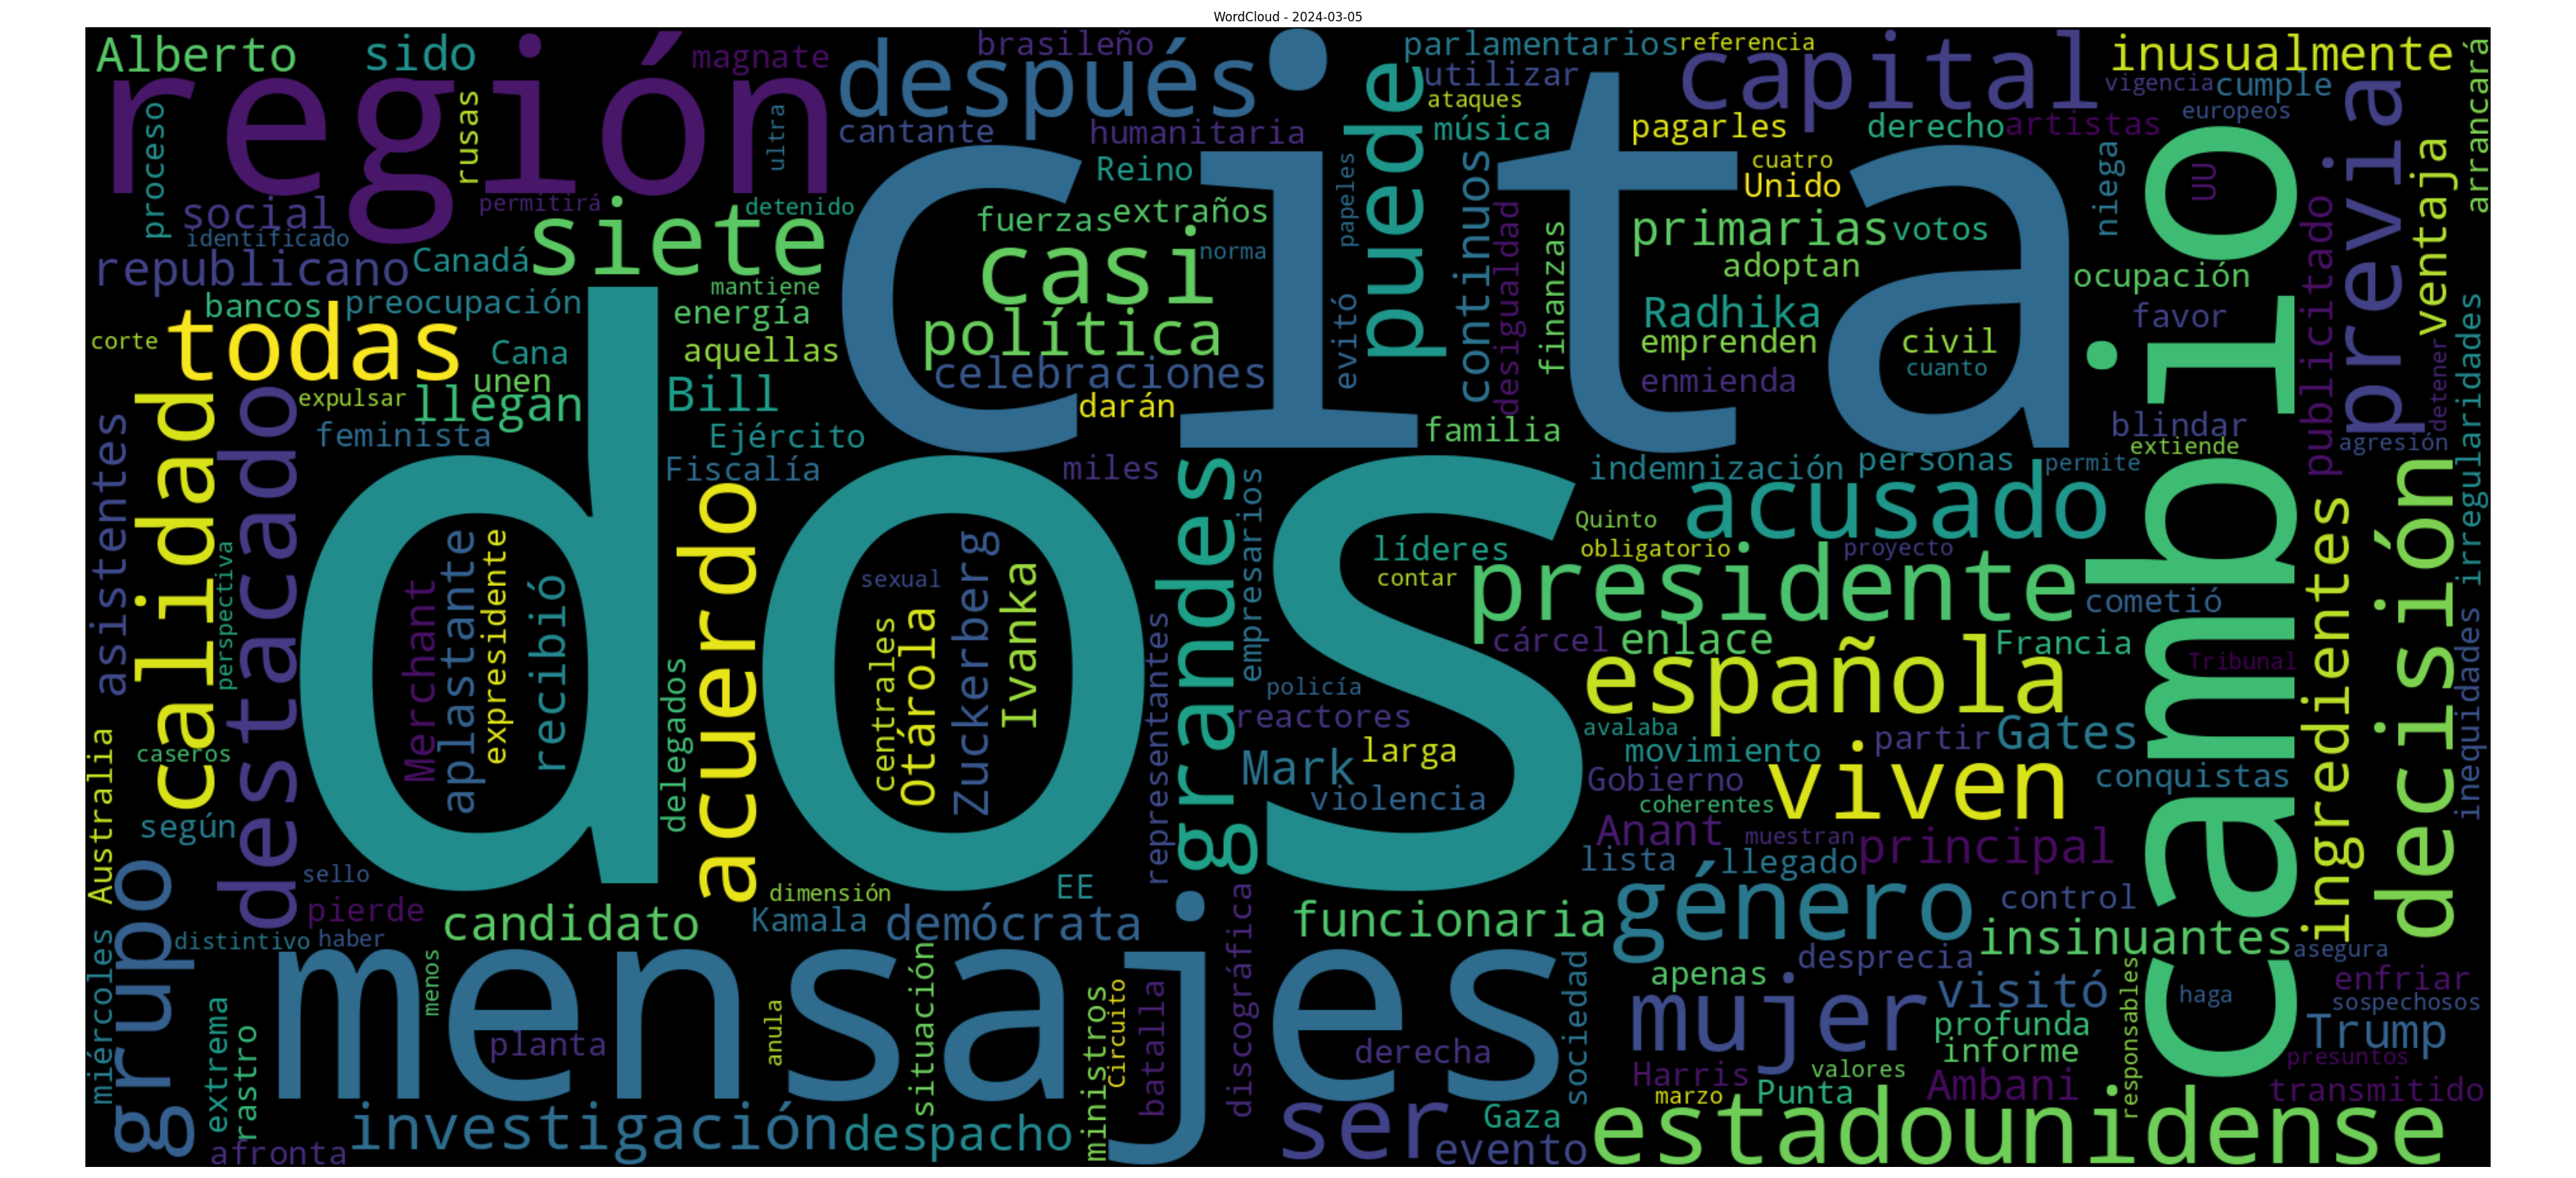 WordCloud - 2024-03-05
Alberto
sido
región
magnate
después
brasileño
parlamentarios
referencia
capital
inusualmente
utilizar
vigencia
cumple
ataques
europeos
cantante
humanitaria
música
pagarles
derecho
artistas
proceso
rusas
ultra
cita
puede
Reino
papeles
continuos
cuatro
Unido
niega
UU
previa
ventaja
arrancará
social
permitirá
detenido
identificado
siete
fuerzas
extraños
casi
norma
desigualdad
primarias
votos
adoptan
publicitado
republicano
Canadá
mantiene
ocupación
bancos
preocupación
energía
política
evitó
finanzas
Radhika
favor
corte
todas
Cana
aquellas
emprenden
civil
cuanto
detener
irregularidades
expulsar
unen
llegan
Bill
celebraciones
darán
enmienda
feminista
Ejército
familia
blindar
extiende
agresión
Fiscalía
miles
indemnización
personas
permite
asistentes
calidad
destacado
perspectiva
dos
acuerdo
grandes
empresarios
Quinto
acusado
líderes
obligatorio
proyecto
contar
cambio
decisión
ingredientes
Merchant
aplastante
expresidente
recibió
sexual
centrales
Otárola
Zuckerberg
Ivanka
presidente
cometió
cárcel
enlace
Francia
española
Tribunal
delegados
representantes
policía
reactores
avalaba
movimiento
partir
Gates
Mark
larga
violencia
Gobierno
coherentes
viven
conquistas
inequidades
Australia
caseros
según
Anant
muestran
principal
lista
llegado
sello
pierde
dimensión
EE
género
control
grupo
candidato
Kamala
demócrata
funcionaria
insinuantes
distintivo
haber
asegura
miércoles
menos
mensajes
situación
discográfica
sociedad
apenas
desprecia
enfriar
extrema
rastro
planta
anula
ministros
Circuito
batalla
derecha
mujer
visitó
haga
sospechosos
profunda
informe
responsables
Trump
presuntos
Harris
valores
marzo
Punta
Ambani
transmitido
afronta
investigación
despacho
ser
Gaza
evento
estadounidense